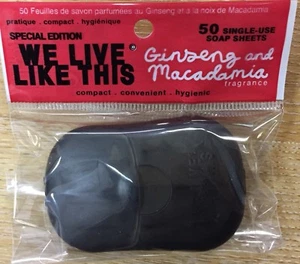 50 Feuilles de savon parfumées au Ginseng et à la noix de Macadamia
pratique . compact . hygiénique
SPECIAL EDITION
WE LIVE
LIKE THIS
Ginseng and
Macadamia
fragrance
50 SINGLE-USE
SOAP SHEETS
compact . convenient . hygienic